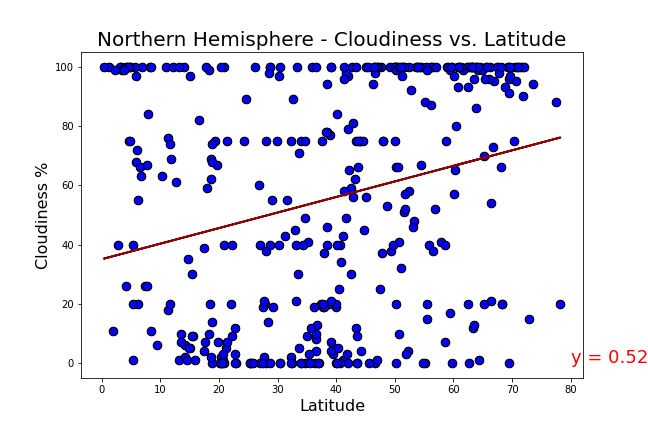 Northern Hemisphere - Cloudiness vs. Latitude
100
80
60
40
20
0
Cloudiness %
y = 0.52
0 10 20 30 40 50 60 70 80
Latitude